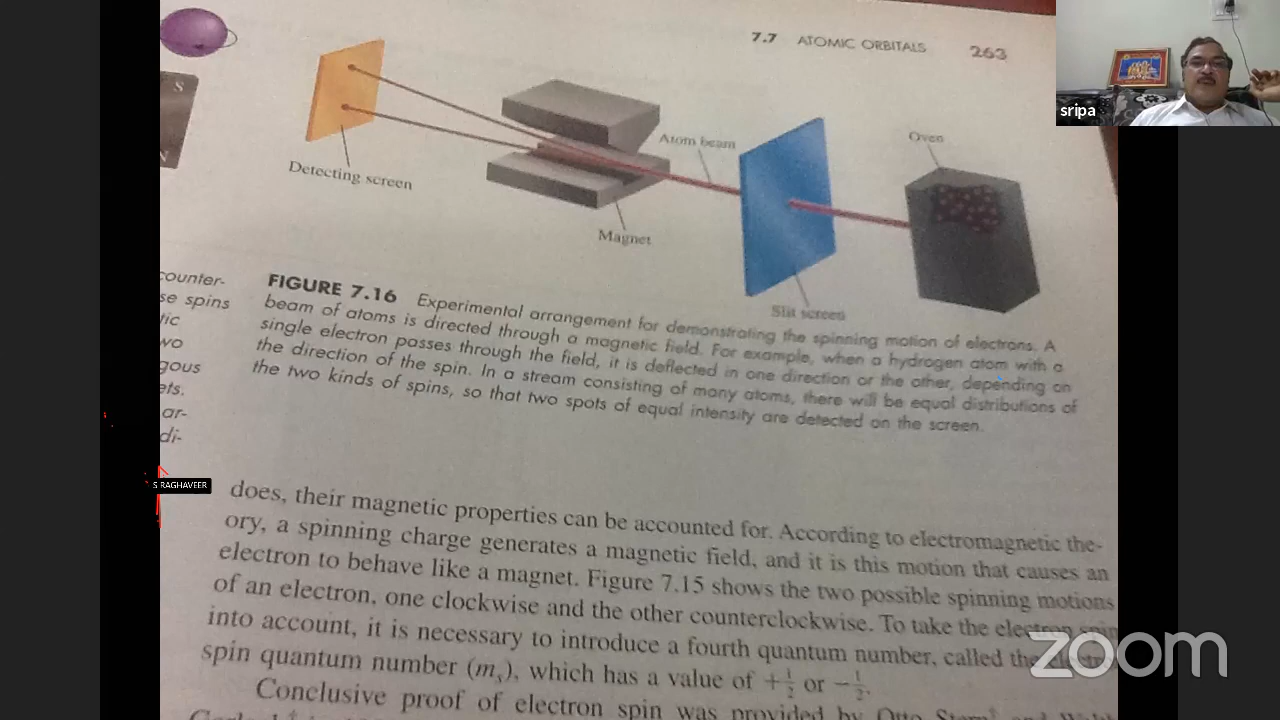 7.7 ATOMIC ORBITALS 263
sripa
S
N
Detecting screen
Magnet
Atom beam
Slit screen
Oven
counter-
se spins
tic
wo
gous
ets.
ar-
di-
FIGURE 7.16 Experimental arrangement for demonstrating the spinning motion of electrons. A
beam of atoms is directed through a magnetic field. For example, when a hydrogen atom with a
single electron passes through the field, it is deflected in one direction or the other, depending on
the direction of the spin. In a stream consisting of many atoms, there will be equal distributions of
the two kinds of spins, so that two spots of equal intensity are detected on the screen.
S RAGHAVEER
does, their magnetic properties can be accounted for. According to electromagnetic the-
ory, a spinning charge generates a magnetic field, and it is this motion that causes an
electron to behave like a magnet. Figure 7.15 shows the two possible spinning motions
of an electron, one clockwise and the other counterclockwise. To take the electron spin
into account, it is necessary to introduce a fourth quantum number, called the
spin quantum number (mₛ), which has a value of +½ or −½.
Conclusive proof of electron spin was provided by Otto
zoom